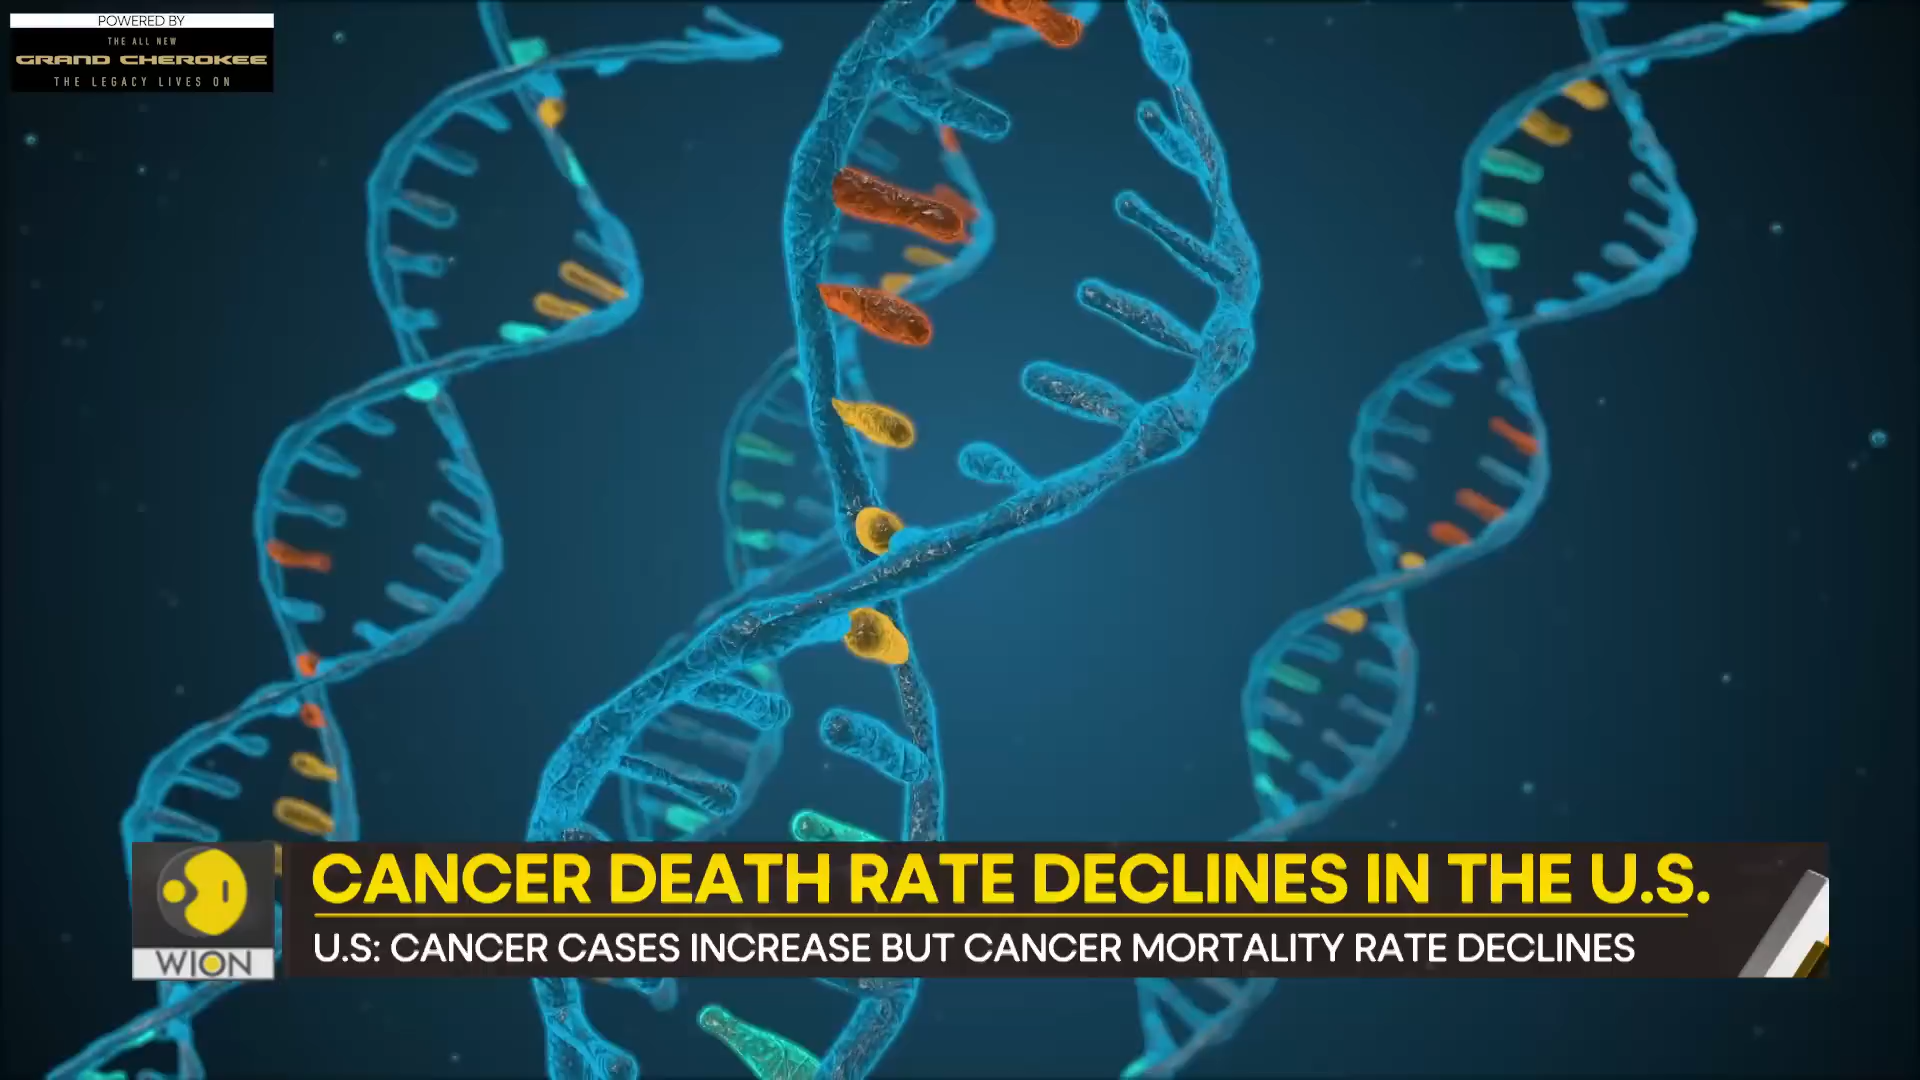 POWERED BY
THE ALL NEW
GRAND CHEROKEE
THE LEGACY LIVES ON
CANCER DEATH RATE DECLINES IN THE U.S.
U.S: CANCER CASES INCREASE BUT CANCER MORTALITY RATE DECLINES
WION